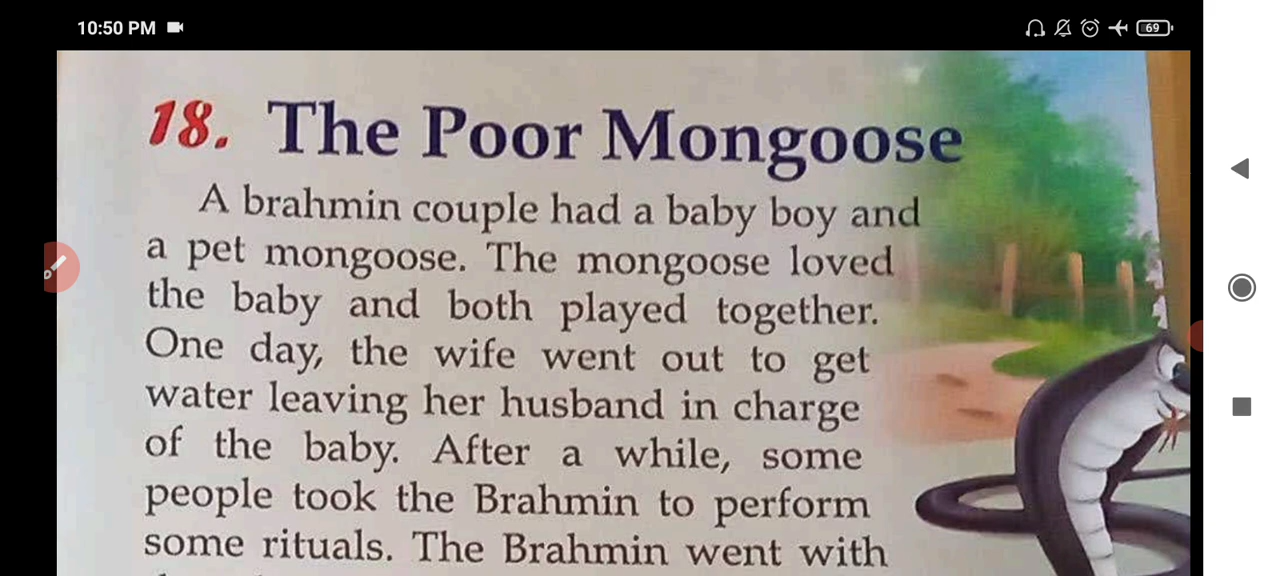 10:50 PM
69
18. The Poor Mongoose
A brahmin couple had a baby boy and
a pet mongoose. The mongoose loved
the baby and both played together.
One day, the wife went out to get
water leaving her husband in charge
of the baby. After a while, some
people took the Brahmin to perform
some rituals. The Brahmin went with